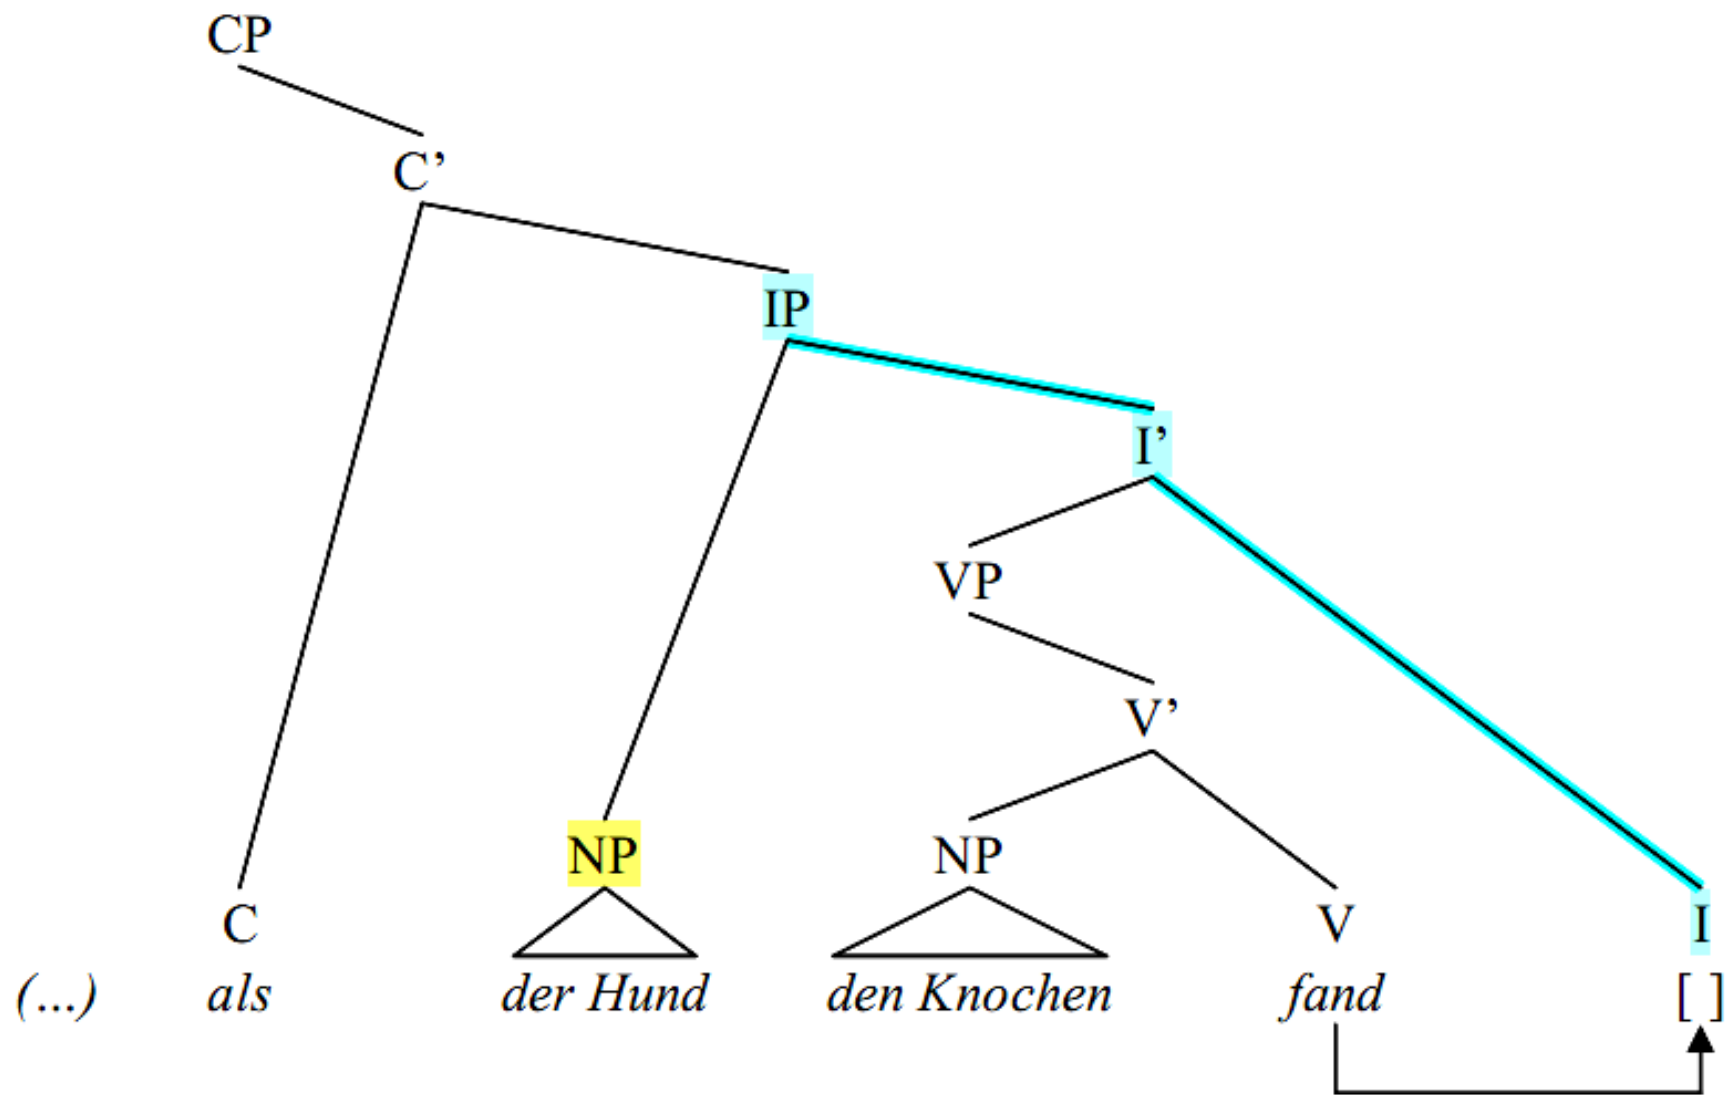 CP
C’
IP
I’
VP
V’
NP NP
C V I
(...) als der Hund den Knochen fand [ ]